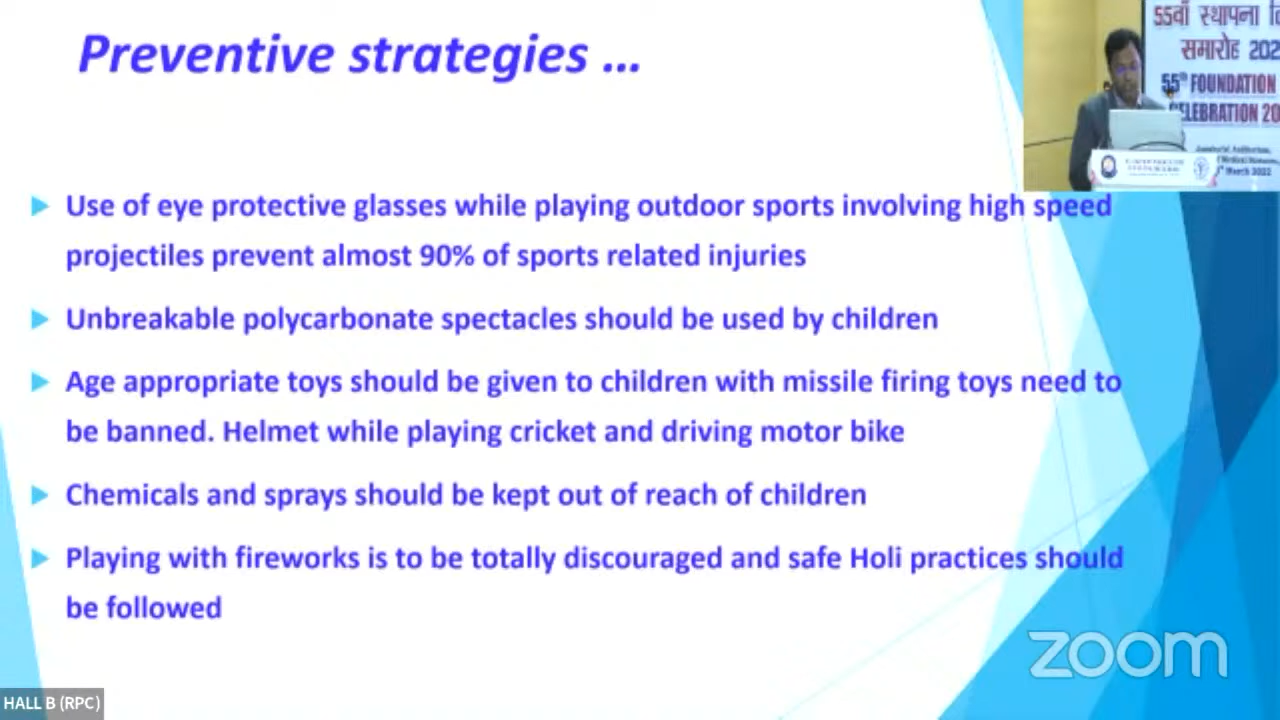 Preventive strategies ...
Use of eye protective glasses while playing outdoor sports involving high speed
projectiles prevent almost 90% of sports related injuries
Unbreakable polycarbonate spectacles should be used by children
Age appropriate toys should be given to children with missile firing toys need to
be banned. Helmet while playing cricket and driving motor bike
Chemicals and sprays should be kept out of reach of children
Playing with fireworks is to be totally discouraged and safe Holi practices should
be followed
55वाँ स्थापना
समारोह 202
55th FOUNDATION
CELEBRATION 20
March 2022
zoom
HALL B (RPC)